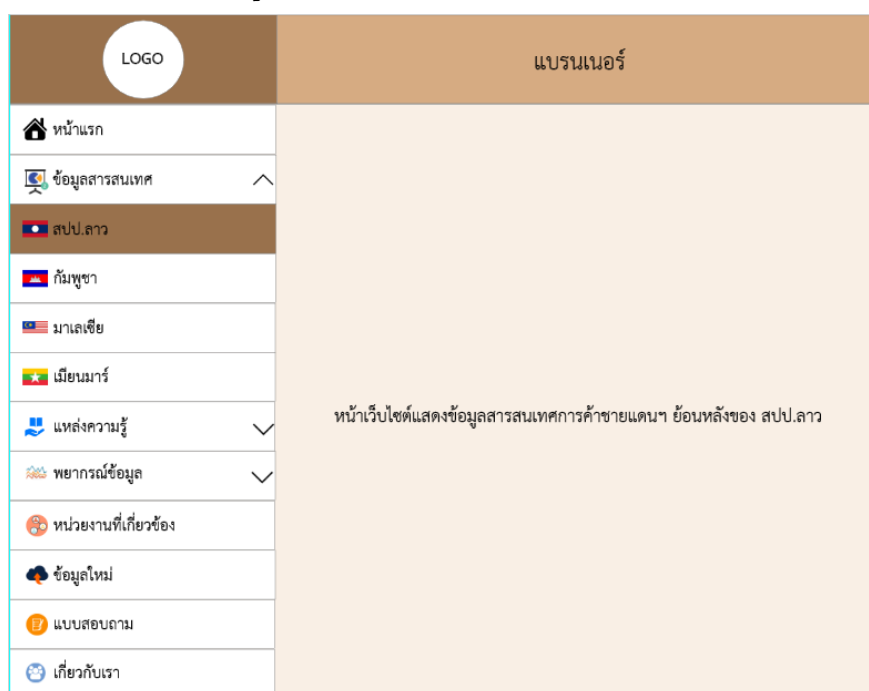 LOGO
แบรนเนอร์
หน้าแรก
ข้อมูลสารสนเทศ
สปป.ลาว
กัมพูชา
มาเลเซีย
เมียนมาร์
แหล่งความรู้
พยากรณ์ข้อมูล
หน่วยงานที่เกี่ยวข้อง
ข้อมูลใหม่
แบบสอบถาม
เกี่ยวกับเรา
หน้าเว็บไซต์แสดงข้อมูลสารสนเทศการค้าชายแดนฯ ย้อนหลังของ สปป.ลาว